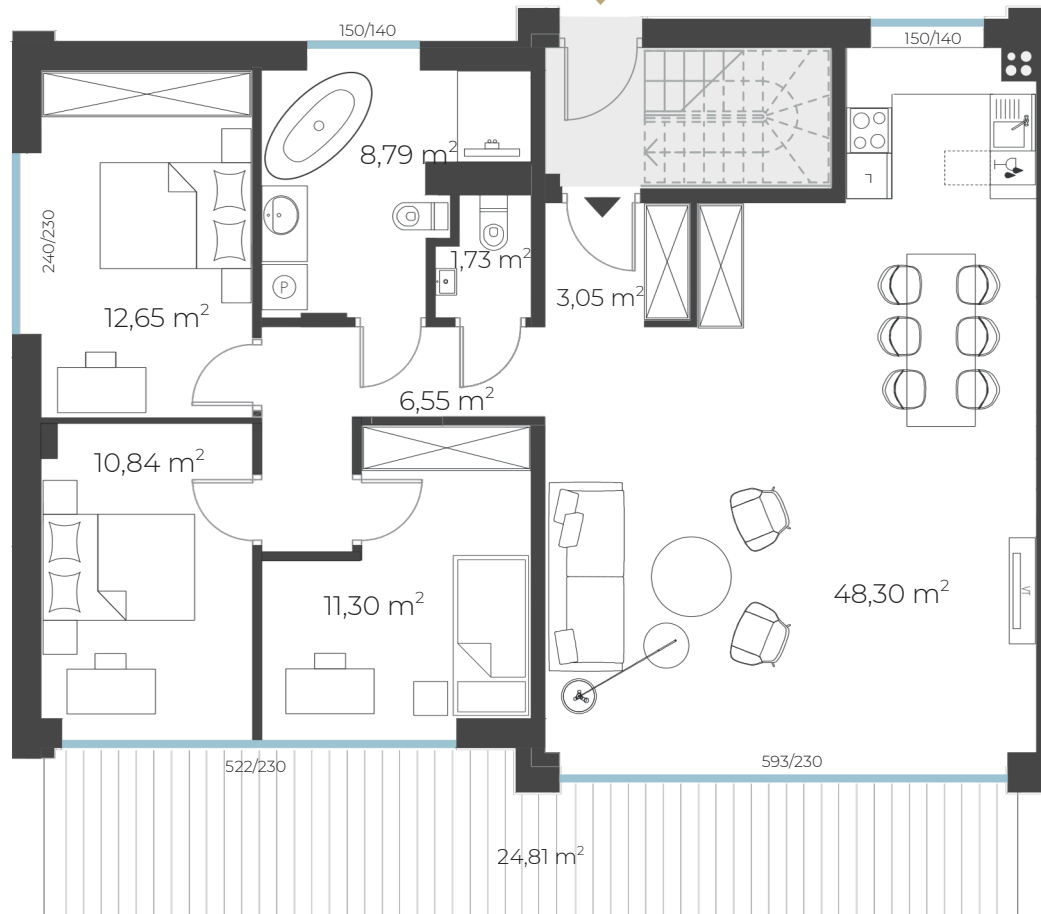 150/140
150/140
8,79 m²
240/230
1,73 m²
P
3,05 m²
12,65 m²
6,55 m²
10,84 m²
11,30 m²
48,30 m²
TV
522/230
593/230
24,81 m²